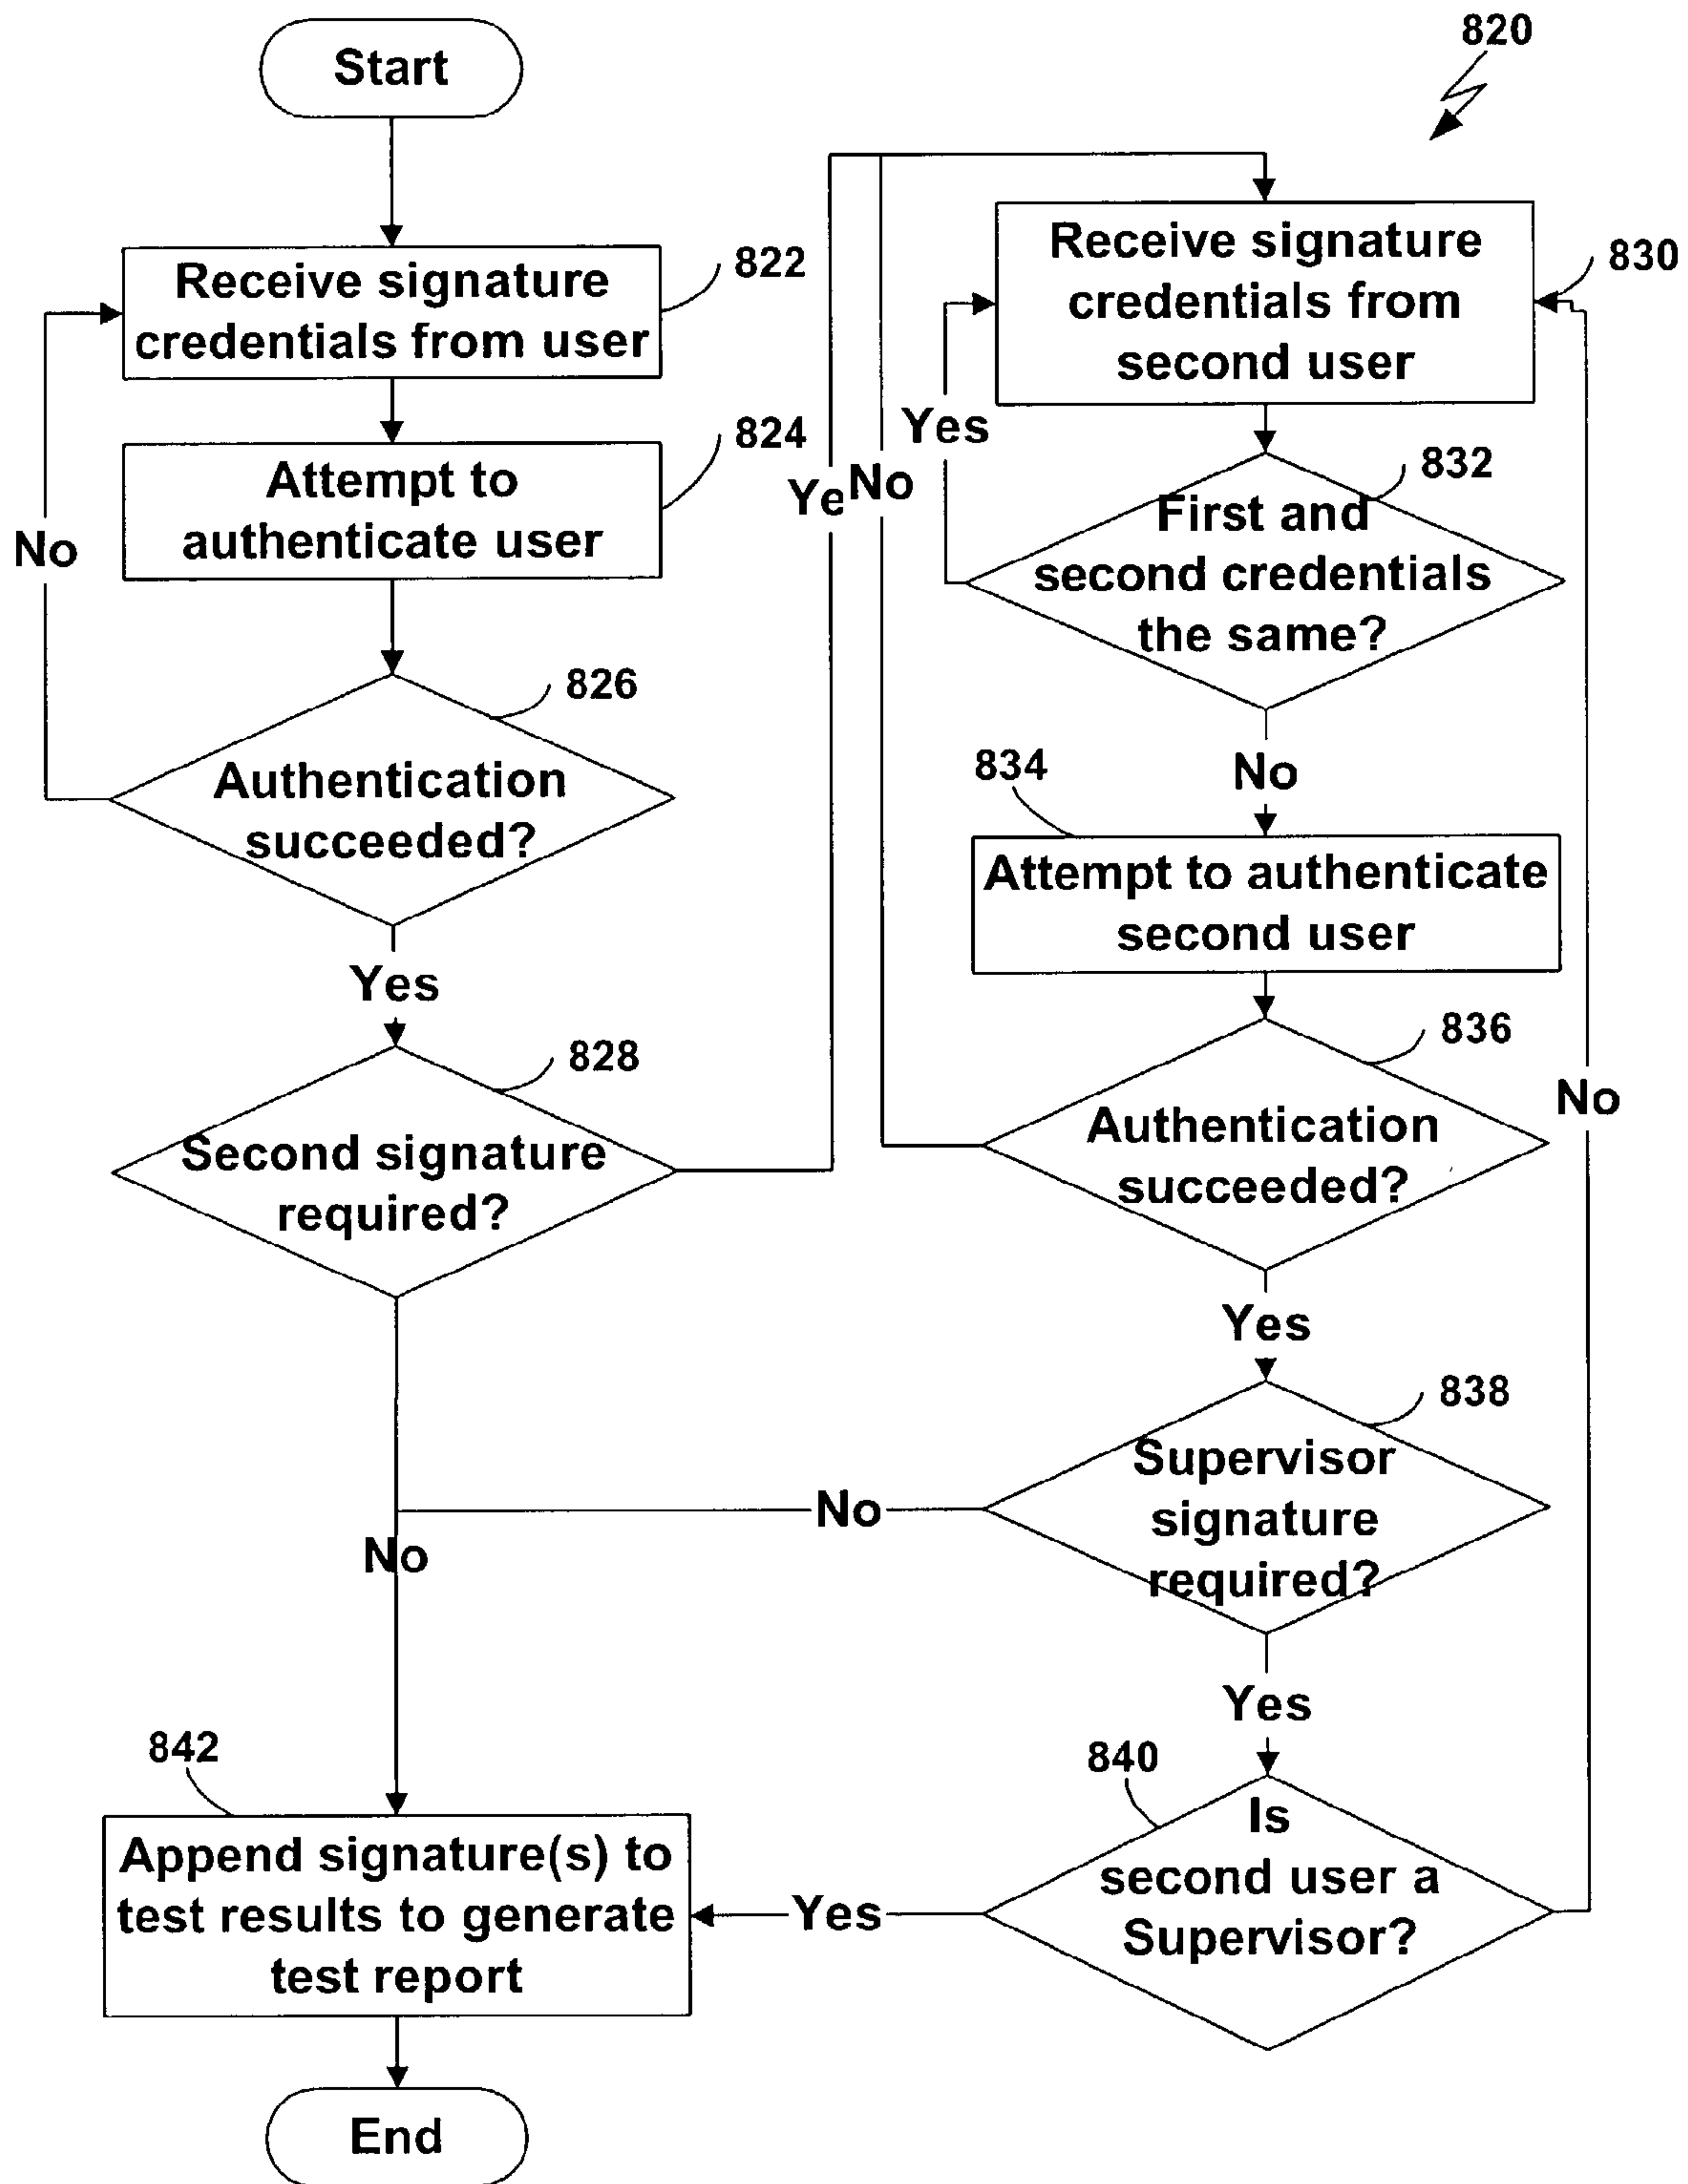 Start
820
Receive signature
credentials from user
822
Attempt to
authenticate user
824
No
Authentication
succeeded?
826
Yes
Second signature
required?
828
Ye
No
No
Receive signature
credentials from
second user
830
Yes
First and
second credentials
the same?
832
No
834
Attempt to authenticate
second user
Authentication
succeeded?
836
No
Yes
Supervisor
signature
required?
838
No
Yes
840
Is
second user a
Supervisor?
Yes
842
Append signature(s) to
test results to generate
test report
End